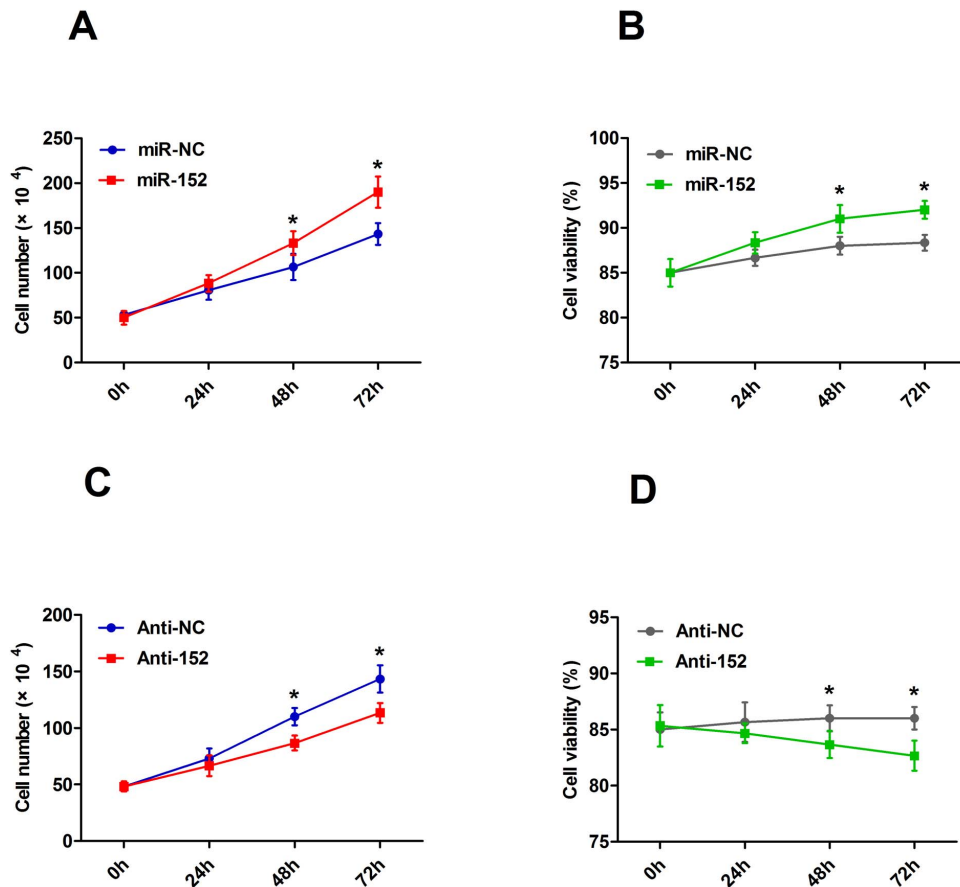 A
Cell number (× 10 4)
250
200
150
100
50
0
miR-NC
miR-152
*
*
0h
24h
48h
72h
B
Cell viability (%)
100
95
90
85
80
75
miR-NC
miR-152
*
*
0h
24h
48h
72h
C
Cell number (× 10 4)
200
150
100
50
0
Anti-NC
Anti-152
*
*
0h
24h
48h
72h
D
Cell viability (%)
95
90
85
80
75
Anti-NC
Anti-152
*
*
0h
24h
48h
72h